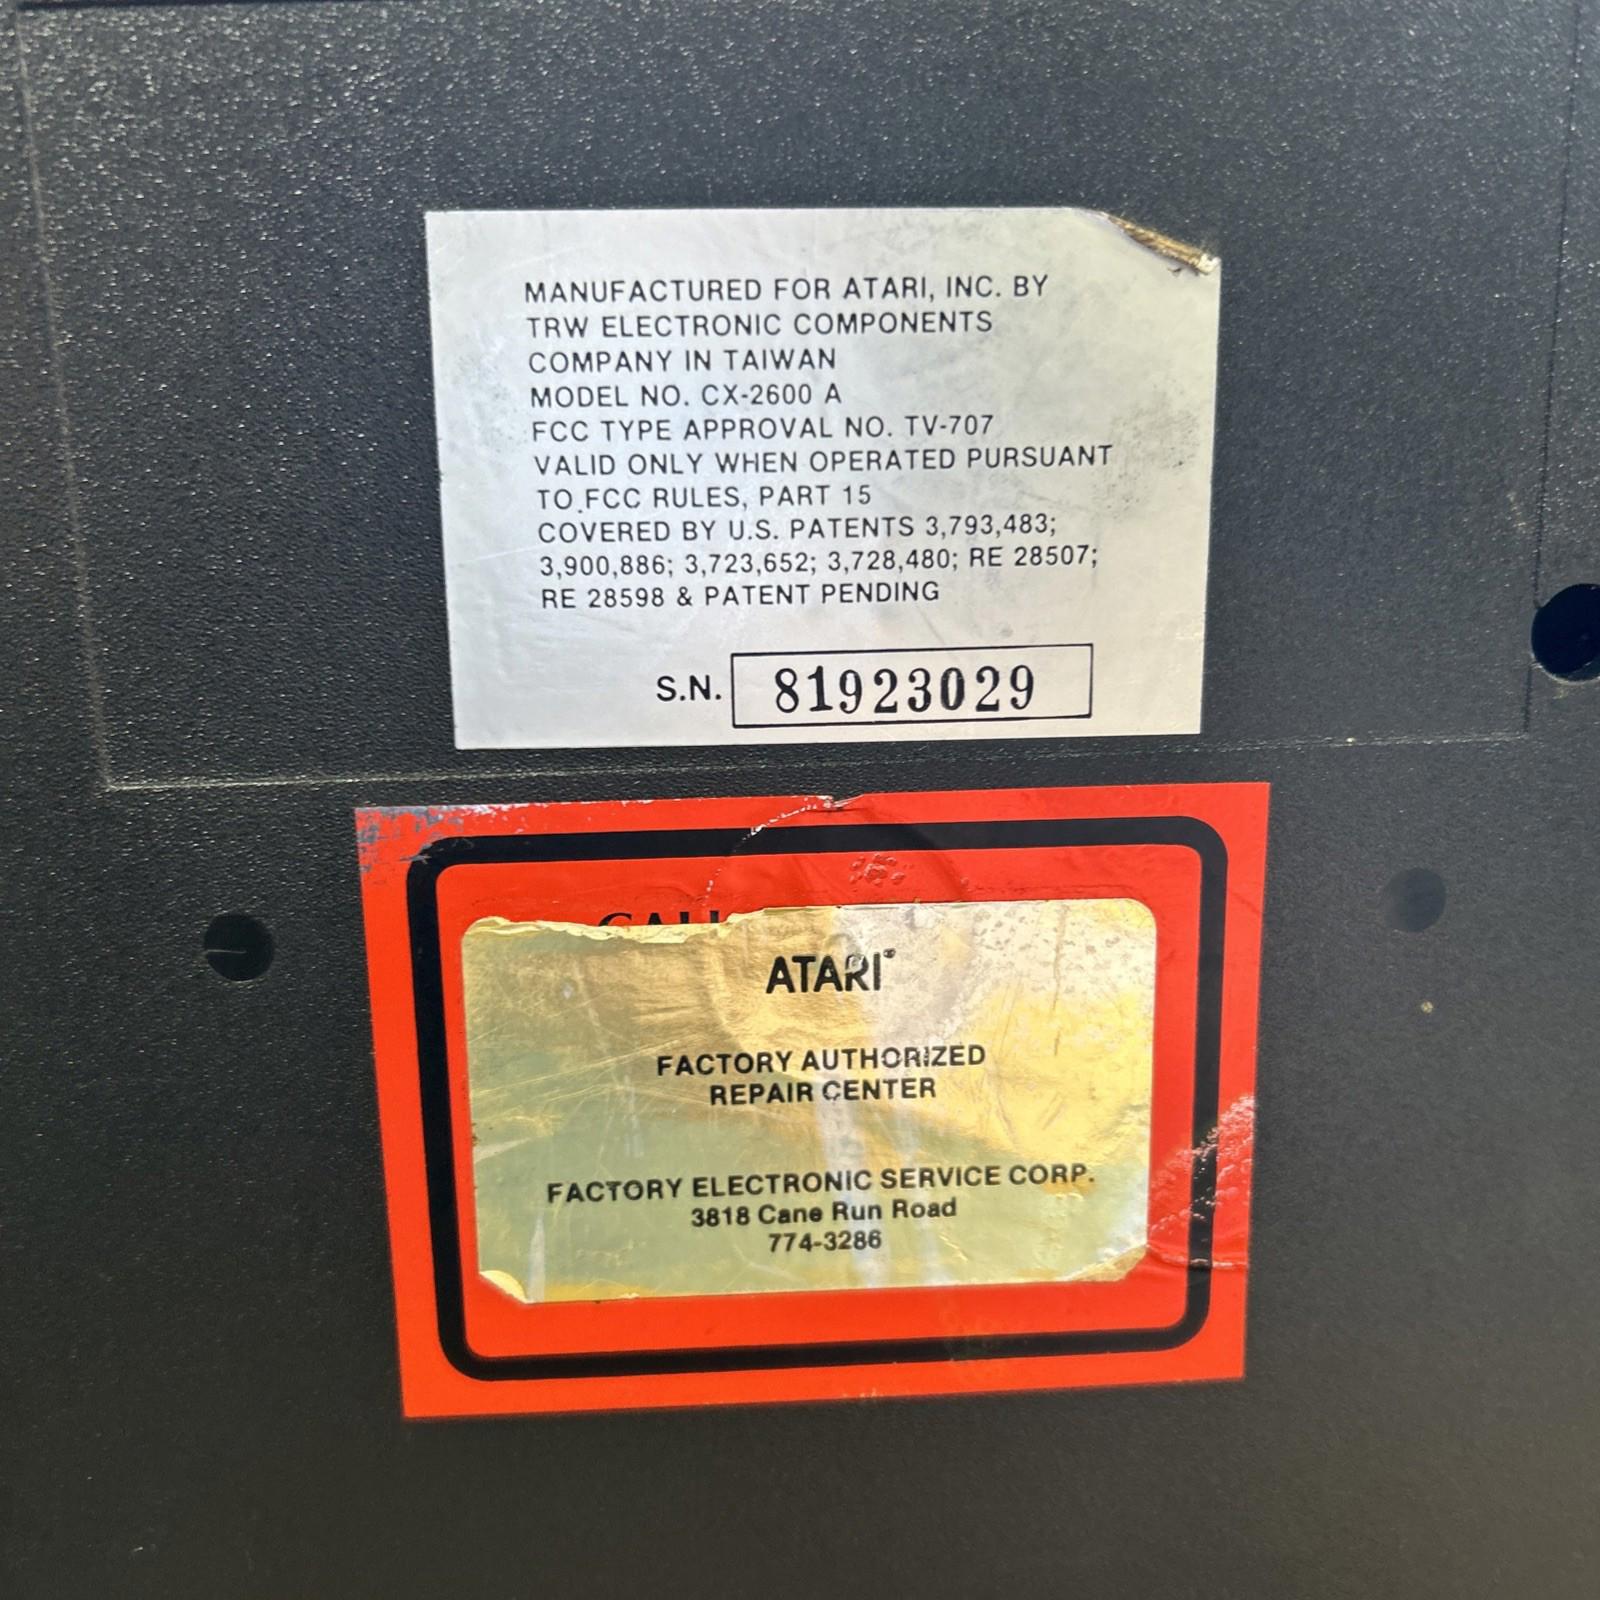 MANUFACTURED FOR ATARI, INC. BY
TRW ELECTRONIC COMPONENTS
COMPANY IN TAIWAN
MODEL NO. CX-2600 A
FCC TYPE APPROVAL NO. TV-707
VALID ONLY WHEN OPERATED PURSUANT
TO FCC RULES, PART 15
COVERED BY U.S. PATENTS 3,793,483;
3,900,886; 3,723,652; 3,728,480; RE 28507;
RE 28598 & PATENT PENDING
S.N. 81923029
ATARI
FACTORY AUTHORIZED
REPAIR CENTER
FACTORY ELECTRONIC SERVICE CORP.
3818 Cane Run Road
774-3286